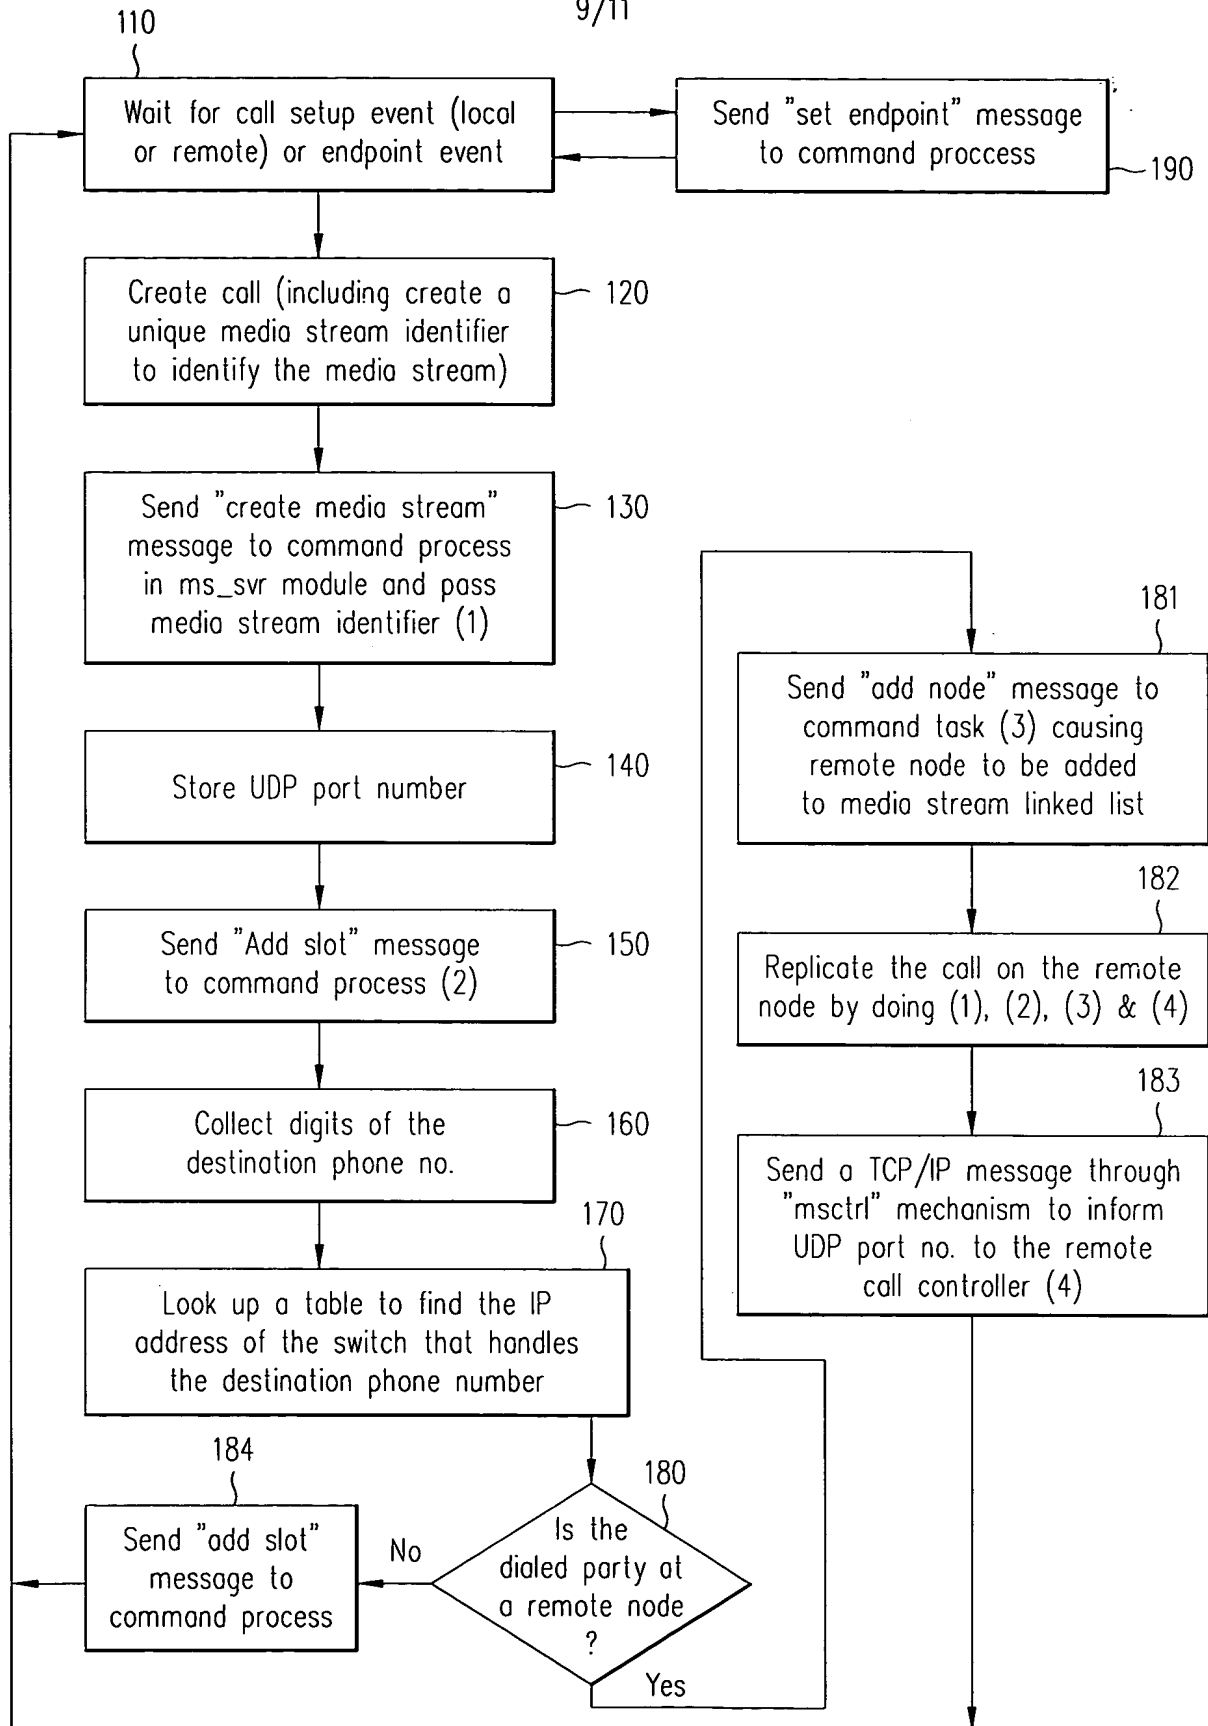 9/11
110
Wait for call setup event (local
or remote) or endpoint event
Send "set endpoint" message
to command proccess
190
Create call (including create a
unique media stream identifier
to identify the media stream)
120
Send "create media stream"
message to command process
in ms_svr module and pass
media stream identifier (1)
130
Store UDP port number
140
Send "Add slot" message
to command process (2)
150
Collect digits of the
destination phone no.
160
170
Look up a table to find the IP
address of the switch that handles
the destination phone number
180
Is the
dialed party at
a remote node
?
No
Yes
184
Send "add slot"
message to
command process
181
Send "add node" message to
command task (3) causing
remote node to be added
to media stream linked list
182
Replicate the call on the remote
node by doing (1), (2), (3) & (4)
183
Send a TCP/IP message through
"msctrl" mechanism to inform
UDP port no. to the remote
call controller (4)